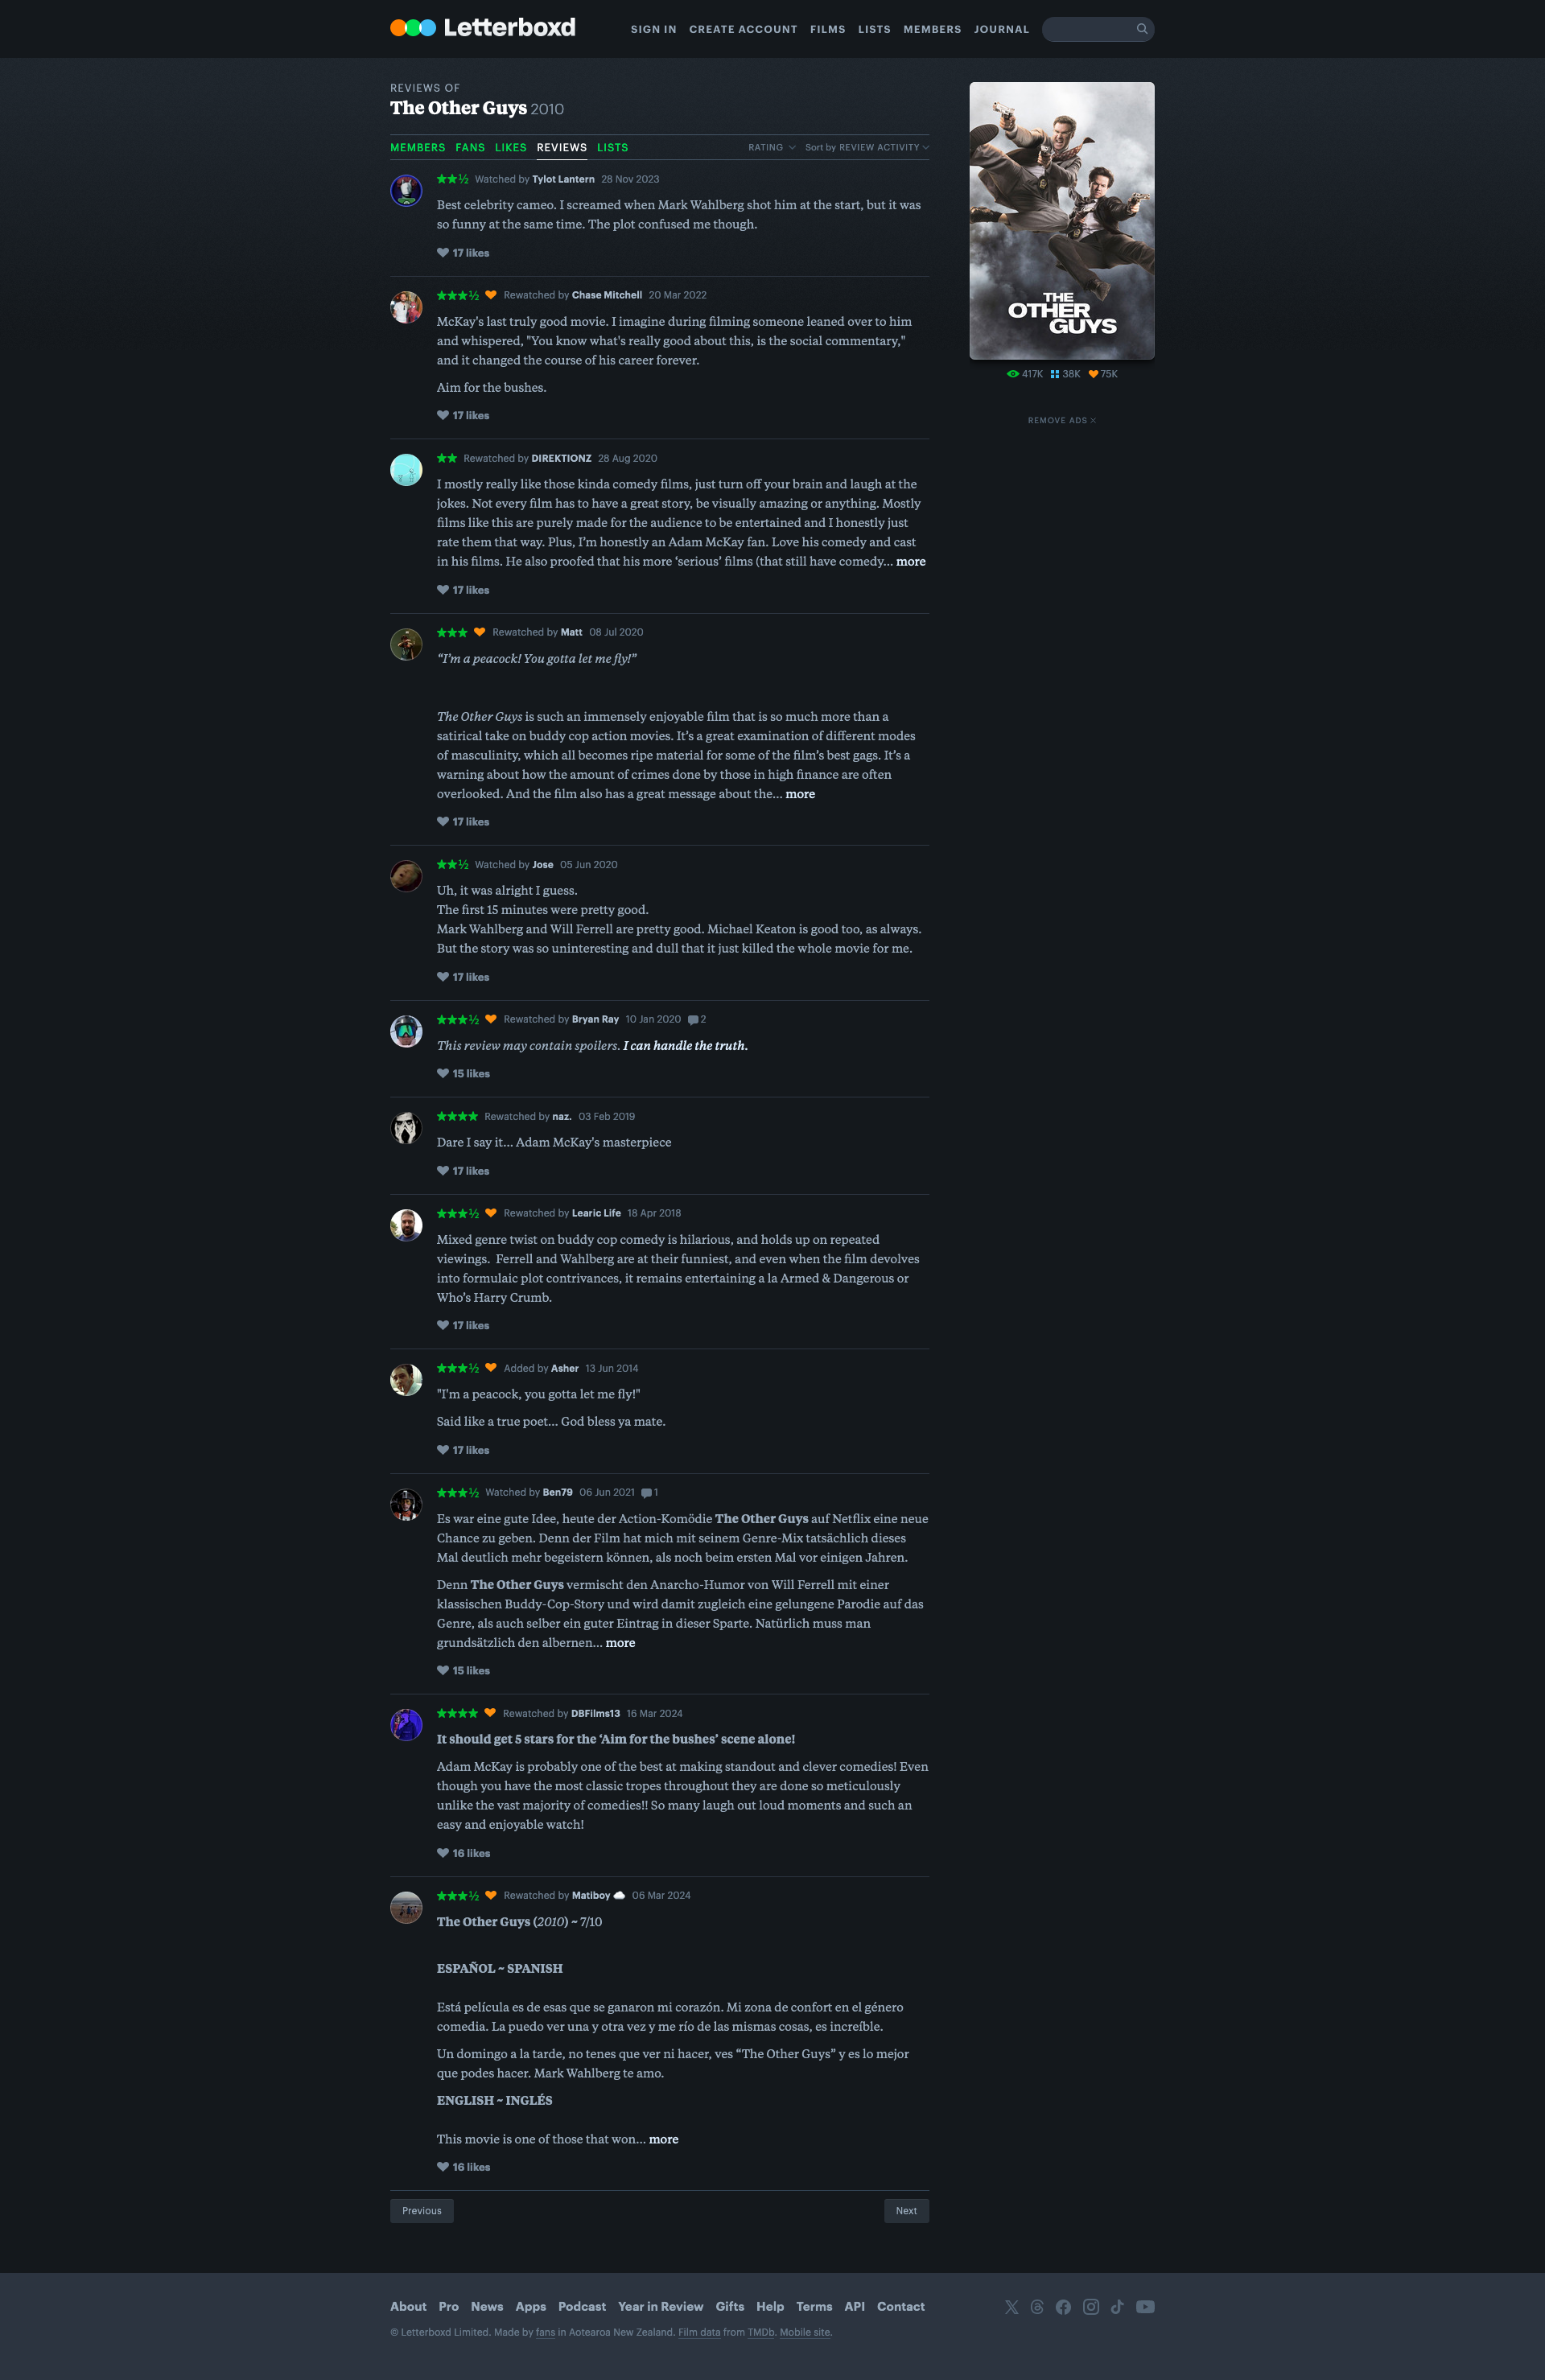 Letterboxd
SIGN IN CREATE ACCOUNT FILMS LISTS MEMBERS JOURNAL
REVIEWS OF
The Other Guys 2010
MEMBERS FANS LIKES REVIEWS LISTS RATING Sort by REVIEW ACTIVITY
THE
OTHER
GUYS
417K 38K 75K
REMOVE ADS
★★½ Watched by Tylot Lantern 28 Nov 2023
Best celebrity cameo. I screamed when Mark Wahlberg shot him at the start, but it was
so funny at the same time. The plot confused me though.
17 likes
★★★½ Rewatched by Chase Mitchell 20 Mar 2022
McKay's last truly good movie. I imagine during filming someone leaned over to him
and whispered, "You know what's really good about this, is the social commentary,"
and it changed the course of his career forever.
Aim for the bushes.
17 likes
★★ Rewatched by DIREKTIONZ 28 Aug 2020
I mostly really like those kinda comedy films, just turn off your brain and laugh at the
jokes. Not every film has to have a great story, be visually amazing or anything. Mostly
films like this are purely made for the audience to be entertained and I honestly just
rate them that way. Plus, I’m honestly an Adam McKay fan. Love his comedy and cast
in his films. He also proofed that his more ‘serious’ films (that still have comedy… more
17 likes
★★★ Rewatched by Matt 08 Jul 2020
“I’m a peacock! You gotta let me fly!”
The Other Guys is such an immensely enjoyable film that is so much more than a
satirical take on buddy cop action movies. It’s a great examination of different modes
of masculinity, which all becomes ripe material for some of the film’s best gags. It’s a
warning about how the amount of crimes done by those in high finance are often
overlooked. And the film also has a great message about the… more
17 likes
★★½ Watched by Jose 05 Jun 2020
Uh, it was alright I guess.
The first 15 minutes were pretty good.
Mark Wahlberg and Will Ferrell are pretty good. Michael Keaton is good too, as always.
But the story was so uninteresting and dull that it just killed the whole movie for me.
17 likes
★★★½ Rewatched by Bryan Ray 10 Jan 2020 2
This review may contain spoilers. I can handle the truth.
15 likes
★★★★ Rewatched by naz. 03 Feb 2019
Dare I say it... Adam McKay's masterpiece
17 likes
★★★½ Rewatched by Learic Life 18 Apr 2018
Mixed genre twist on buddy cop comedy is hilarious, and holds up on repeated
viewings.  Ferrell and Wahlberg are at their funniest, and even when the film devolves
into formulaic plot contrivances, it remains entertaining a la Armed & Dangerous or
Who’s Harry Crumb.
17 likes
★★★½ Added by Asher 13 Jun 2014
"I'm a peacock, you gotta let me fly!"
Said like a true poet... God bless ya mate.
17 likes
★★★½ Watched by Ben79 06 Jun 2021 1
Es war eine gute Idee, heute der Action-Komödie The Other Guys auf Netflix eine neue
Chance zu geben. Denn der Film hat mich mit seinem Genre-Mix tatsächlich dieses
Mal deutlich mehr begeistern können, als noch beim ersten Mal vor einigen Jahren.
Denn The Other Guys vermischt den Anarcho-Humor von Will Ferrell mit einer
klassischen Buddy-Cop-Story und wird damit zugleich eine gelungene Parodie auf das
Genre, als auch selber ein guter Eintrag in dieser Sparte. Natürlich muss man
grundsätzlich den albernen… more
15 likes
★★★★ Rewatched by DBFilms13 16 Mar 2024
It should get 5 stars for the ‘Aim for the bushes’ scene alone!
Adam McKay is probably one of the best at making standout and clever comedies! Even
though you have the most classic tropes throughout they are done so meticulously
unlike the vast majority of comedies!! So many laugh out loud moments and such an
easy and enjoyable watch!
16 likes
★★★½ Rewatched by Matiboy ☁️ 06 Mar 2024
The Other Guys (2010) ~ 7/10
ESPAÑOL ~ SPANISH
Está película es de esas que se ganaron mi corazón. Mi zona de confort en el género
comedia. La puedo ver una y otra vez y me río de las mismas cosas, es increíble.
Un domingo a la tarde, no tenes que ver ni hacer, ves “The Other Guys” y es lo mejor
que podes hacer. Mark Wahlberg te amo.
ENGLISH ~ INGLÉS
This movie is one of those that won… more
16 likes
Previous Next
About Pro News Apps Podcast Year in Review Gifts Help Terms API Contact
© Letterboxd Limited. Made by fans in Aotearoa New Zealand. Film data from TMDb. Mobile site.